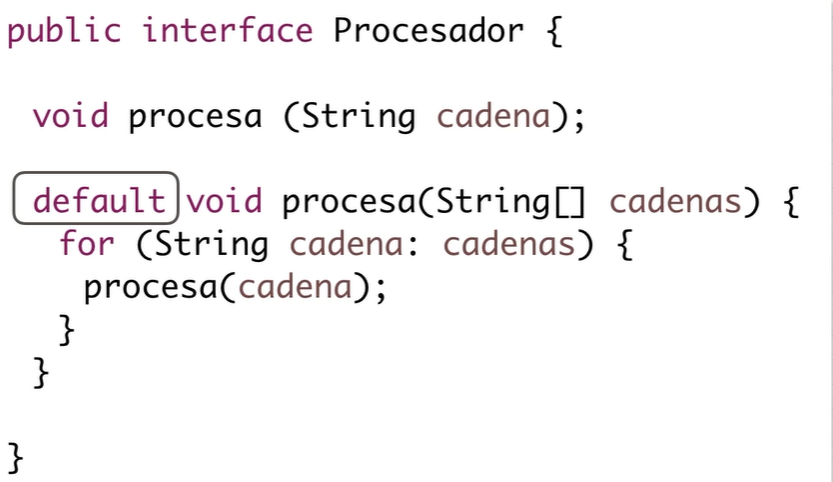 public interface Procesador {
void procesa (String cadena);
default void procesa(String[] cadenas) {
for (String cadena: cadenas) {
procesa(cadena);
}
}
}